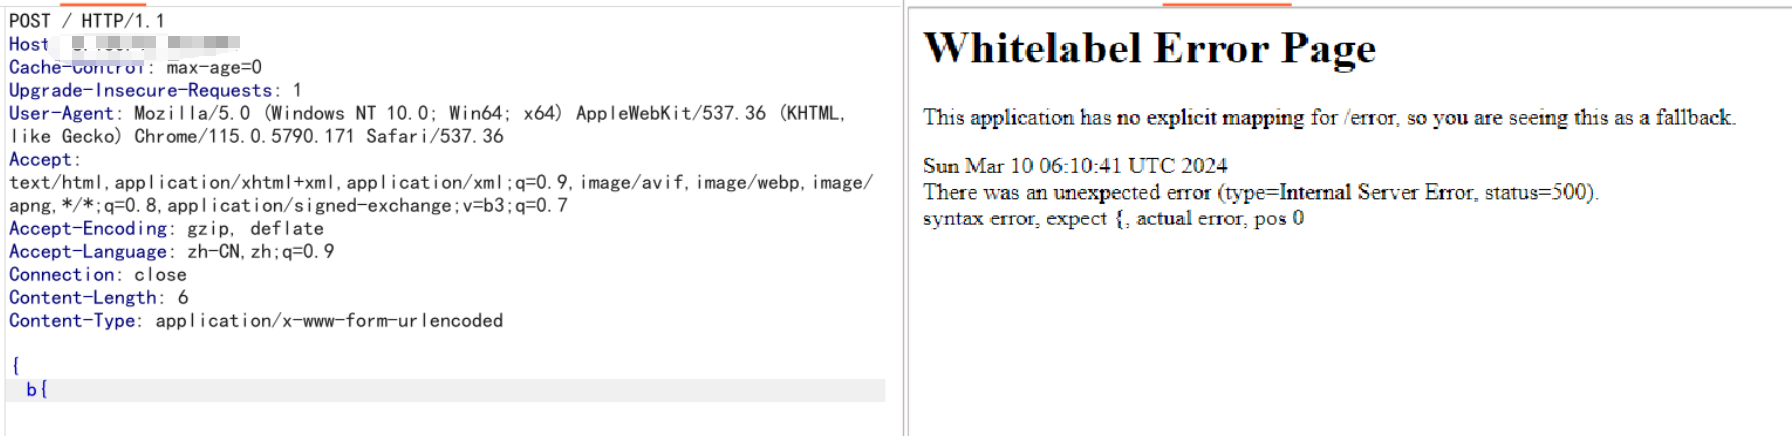 POST / HTTP/1.1
Host
Cache-Control: max-age=0
Upgrade-Insecure-Requests: 1
User-Agent: Mozilla/5.0 (Windows NT 10.0; Win64; x64) AppleWebKit/537.36 (KHTML,
like Gecko) Chrome/115.0.5790.171 Safari/537.36
Accept:
text/html,application/xhtml+xml,application/xml;q=0.9,image/avif,image/webp,image/
apng,*/*;q=0.8,application/signed-exchange;v=b3;q=0.7
Accept-Encoding: gzip, deflate
Accept-Language: zh-CN,zh;q=0.9
Connection: close
Content-Length: 6
Content-Type: application/x-www-form-urlencoded
{
b{
Whitelabel Error Page
This application has no explicit mapping for /error, so you are seeing this as a fallback.
Sun Mar 10 06:10:41 UTC 2024
There was an unexpected error (type=Internal Server Error, status=500).
syntax error, expect {, actual error, pos 0